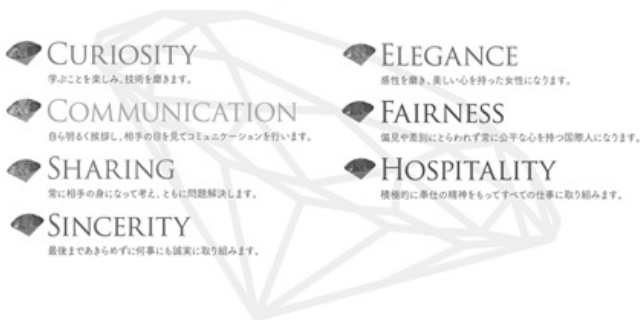 CURIOSITY
学ぶことを楽しみ、技術を磨きます。
COMMUNICATION
自ら明るく挨拶し、相手の目を見てコミュニケーションを行います。
SHARING
常に相手の身になって考え、ともに問題解決します。
SINCERITY
最後まであきらめずに何事にも誠実に取り組みます。
ELEGANCE
感性を磨き、美しい心を持った女性になります。
FAIRNESS
偏見や差別にとらわれず常に公平な心を持つ国際人になります。
HOSPITALITY
積極的に奉仕の精神をもってすべての仕事に取り組みます。